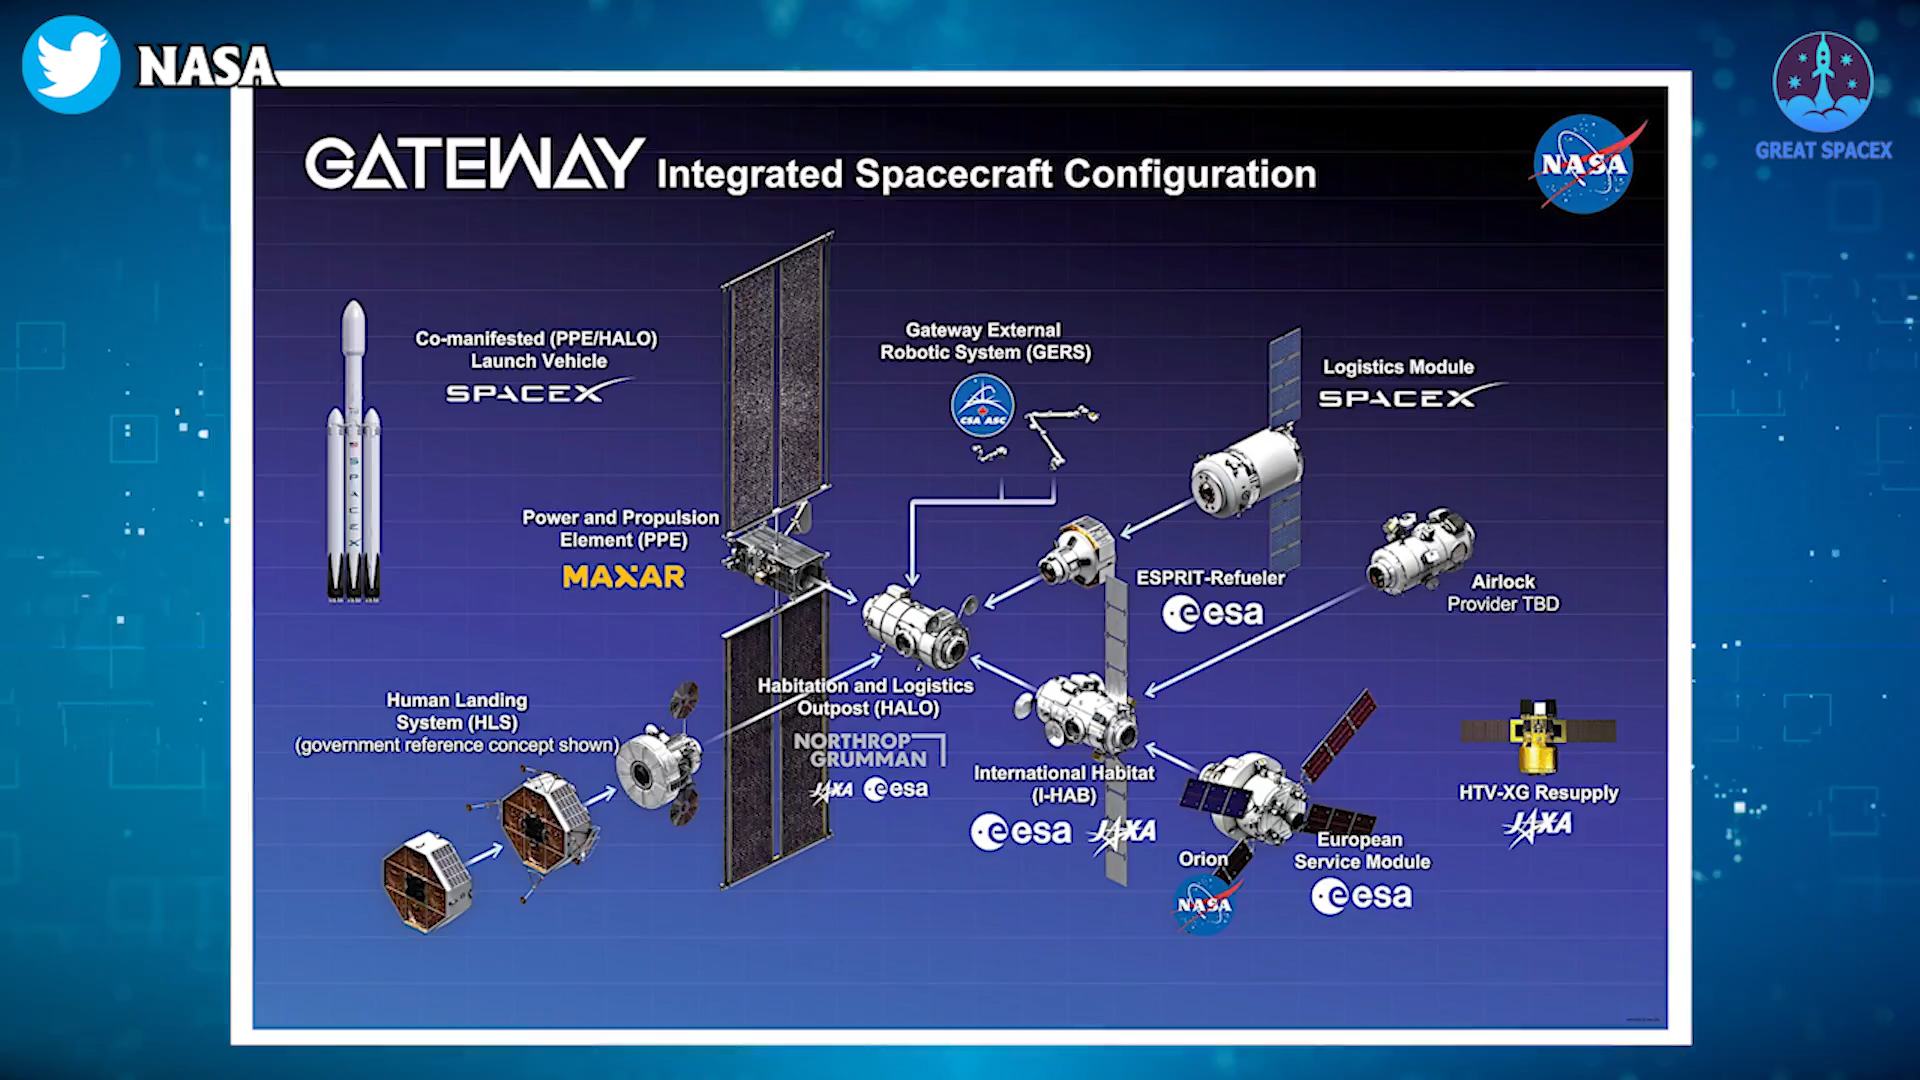 NASA
GREAT SPACEX
GATEWAY Integrated Spacecraft Configuration
NASA
Co-manifested (PPE/HALO)
Launch Vehicle
SPACEX
SPACEX
Gateway External
Robotic System (GERS)
CSA ASC
Logistics Module
SPACEX
Power and Propulsion
Element (PPE)
MAXAR
ESPRIT-Refueler
esa
Airlock
Provider TBD
Human Landing
System (HLS)
(government reference concept shown)
Habitation and Logistics
Outpost (HALO)
NORTHROP
GRUMMAN
JAXA esa
International Habitat
(I-HAB)
esa JAXA
Orion
NASA
European
Service Module
esa
HTV-XG Resupply
JAXA